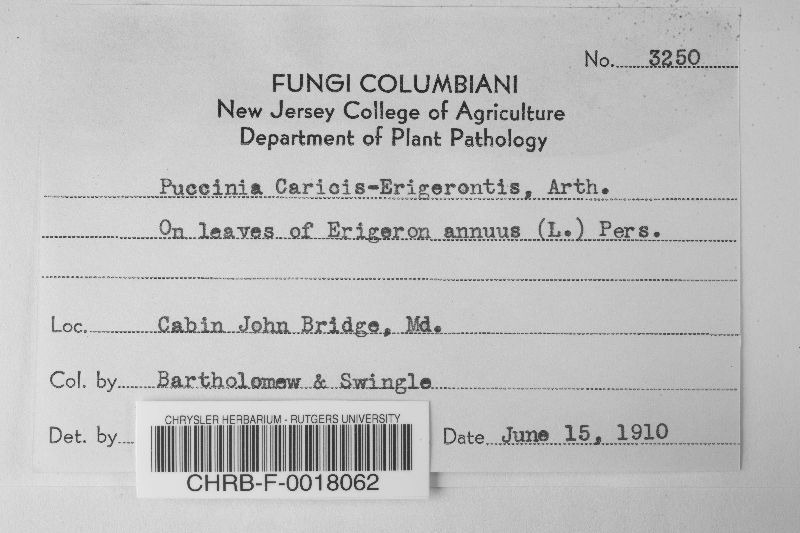 No. 3250
FUNGI COLUMBIANI
New Jersey College of Agriculture
Department of Plant Pathology
Puccinia Caricis-Erigerontis, Arth.
On leaves of Erigeron annuus (L.) Pers.
Loc. Cabin John Bridge, Md.
Col. by Bartholomew & Swingle
Det. by
Date June 15, 1910
CHRYSLER HERBARIUM - RUTGERS UNIVERSITY
CHRB-F-0018062